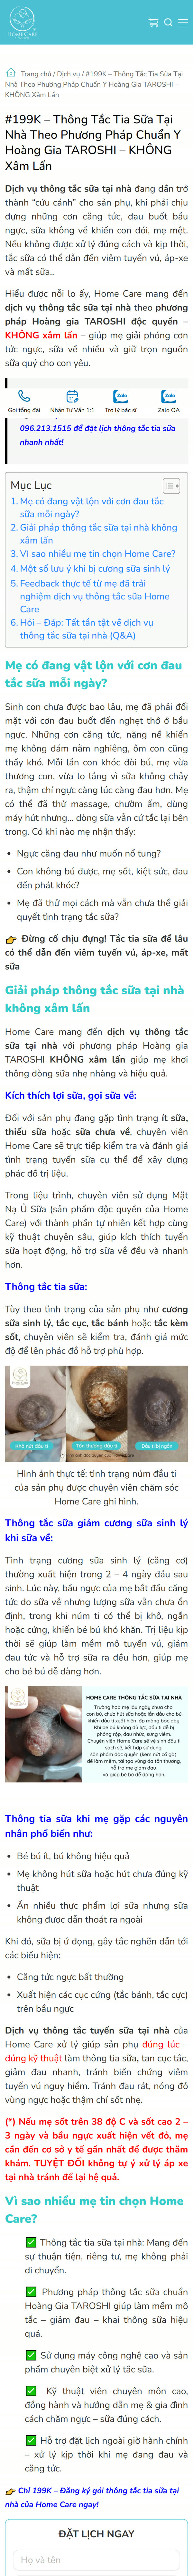 HOME CARE
Trang chủ / Dịch vụ / #199K – Thông Tắc Tia Sữa Tại
Nhà Theo Phương Pháp Chuẩn Y Hoàng Gia TAROSHI –
KHÔNG Xâm Lấn
#199K – Thông Tắc Tia Sữa Tại
Nhà Theo Phương Pháp Chuẩn Y
Hoàng Gia TAROSHI – KHÔNG
Xâm Lấn
Dịch vụ thông tắc sữa tại nhà đang dần trở
thành “cứu cánh” cho sản phụ, khi phải chịu
đựng những cơn căng tức, đau buốt bầu
ngực, sữa không về khiến con đói, mẹ mệt.
Nếu không được xử lý đúng cách và kịp thời,
tắc sữa có thể dẫn đến viêm tuyến vú, áp-xe
và mất sữa..
Hiểu được nỗi lo ấy, Home Care mang đến
dịch vụ thông tắc sữa tại nhà theo phương
pháp Hoàng gia TAROSHI độc quyền –
KHÔNG xâm lấn – giúp mẹ giải phóng cơn
tức ngực, sữa về nhiều và giữ trọn nguồn
sữa quý cho con yêu.
Gọi tổng đài
Nhận Tư Vấn 1:1
Zalo
Trợ lý bác sĩ
Zalo
Zalo OA
096.213.1515 để đặt lịch thông tắc tia sữa
nhanh nhất!
Mục Lục
1. Mẹ có đang vật lộn với cơn đau tắc
sữa mỗi ngày?
2. Giải pháp thông tắc sữa tại nhà không
xâm lấn
3. Vì sao nhiều mẹ tin chọn Home Care?
4. Một số lưu ý khi bị cương sữa sinh lý
5. Feedback thực tế từ mẹ đã trải
nghiệm dịch vụ thông tắc sữa Home
Care
6. Hỏi – Đáp: Tất tần tật về dịch vụ
thông tắc sữa tại nhà (Q&A)
Mẹ có đang vật lộn với cơn đau
tắc sữa mỗi ngày?
Sinh con chưa được bao lâu, mẹ đã phải đối
mặt với cơn đau buốt đến nghẹt thở ở bầu
ngực. Những cơn căng tức, nặng nề khiến
mẹ không dám nằm nghiêng, ôm con cũng
thấy khó. Mỗi lần con khóc đòi bú, mẹ vừa
thương con, vừa lo lắng vì sữa không chảy
ra, thậm chí ngực càng lúc càng đau hơn. Mẹ
có thể đã thử massage, chườm ấm, dùng
máy hút nhưng… dòng sữa vẫn cứ tắc lại bên
trong. Có khi nào mẹ nhận thấy:
Ngực căng đau như muốn nổ tung?
Con không bú được, mẹ sốt, kiệt sức, đau
đến phát khóc?
Mẹ đã thử mọi cách mà vẫn chưa thể giải
quyết tình trạng tắc sữa?
👉 Đừng cố chịu đựng! Tắc tia sữa để lâu
có thể dẫn đến viêm tuyến vú, áp-xe, mất
sữa
Giải pháp thông tắc sữa tại nhà
không xâm lấn
Home Care mang đến dịch vụ thông tắc
sữa tại nhà với phương pháp Hoàng gia
TAROSHI KHÔNG xâm lấn giúp mẹ khơi
thông dòng sữa nhẹ nhàng và hiệu quả.
Kích thích lợi sữa, gọi sữa về:
Đối với sản phụ đang gặp tình trạng ít sữa,
thiếu sữa hoặc sữa chưa về, chuyên viên
Home Care sẽ trực tiếp kiểm tra và đánh giá
tình trạng tuyến sữa cụ thể để xây dựng
phác đồ trị liệu.
Trong liệu trình, chuyên viên sử dụng Mặt
Nạ Ủ Sữa (sản phẩm độc quyền của Home
Care) với thành phần tự nhiên kết hợp cùng
kỹ thuật chuyên sâu, giúp kích thích tuyến
sữa hoạt động, hỗ trợ sữa về đều và nhanh
hơn.
Thông tắc tia sữa:
Tùy theo tình trạng của sản phụ như cương
sữa sinh lý, tắc cục, tắc bánh hoặc tắc kèm
sốt, chuyên viên sẽ kiểm tra, đánh giá mức
độ để lên phác đồ hỗ trợ phù hợp.
Khô nứt đầu ti
Tổn thương đầu ti
Đầu ti bị ngắn
Hình ảnh thực tế: tình trạng núm đầu ti
của sản phụ được chuyên viên chăm sóc
Home Care ghi hình.
Thông tắc sữa giảm cương sữa sinh lý
khi sữa về:
Tình trạng cương sữa sinh lý (căng cơ)
thường xuất hiện trong 2 – 4 ngày đầu sau
sinh. Lúc này, bầu ngực của mẹ bắt đầu căng
tức do sữa về nhưng lượng sữa vẫn chưa ổn
định, trong khi núm ti có thể bị khô, ngắn
hoặc cứng, khiến bé bú khó khăn. Trị liệu kịp
thời sẽ giúp làm mềm mô tuyến vú, giảm
đau tức và hỗ trợ sữa ra đều hơn, giúp mẹ
cho bé bú dễ dàng hơn.
HOME CARE THÔNG TẮC SỮA TẠI NHÀ
Thông tia sữa khi mẹ gặp các nguyên
nhân phổ biến như:
Bé bú ít, bú không hiệu quả
Mẹ không hút sữa hoặc hút chưa đúng kỹ
thuật
Ăn nhiều thực phẩm lợi sữa nhưng sữa
không được dẫn thoát ra ngoài
Khi đó, sữa bị ứ đọng, gây tắc nghẽn dẫn tới
các biểu hiện:
Căng tức ngực bất thường
Xuất hiện các cục cứng (tắc bánh, tắc cục)
trên bầu ngực
Dịch vụ thông tắc tuyến sữa tại nhà của
Home Care xử lý giúp sản phụ đúng lúc –
đúng kỹ thuật làm thông tia sữa, tan cục tắc,
giảm đau nhanh, tránh biến chứng viêm
tuyến vú nguy hiểm. Tránh đau rát, nóng đỏ
vùng ngực hoặc thậm chí sốt nhẹ.
(*) Nếu mẹ sốt trên 38 độ C và sốt cao 2 –
3 ngày và bầu ngực xuất hiện vết đỏ, mẹ
cần đến cơ sở y tế gần nhất để được thăm
khám. TUYỆT ĐỐI không tự ý xử lý áp xe
tại nhà tránh để lại hệ quả.
Vì sao nhiều mẹ tin chọn Home
Care?
✅ Thông tắc tia sữa tại nhà: Mang đến
sự thuận tiện, riêng tư, mẹ không phải
di chuyển.
✅ Phương pháp thông tắc sữa chuẩn
Hoàng Gia TAROSHI giúp làm mềm mô
tắc – giảm đau – khai thông sữa hiệu
quả.
✅ Sử dụng máy công nghệ cao và sản
phẩm chuyên biệt xử lý tắc sữa.
✅ Kỹ thuật viên chuyên môn cao,
đồng hành và hướng dẫn mẹ & gia đình
cách chăm ngực – sữa đúng cách.
✅ Hỗ trợ đặt lịch ngoài giờ hành chính
– xử lý kịp thời khi mẹ đang đau và
căng tức.
👉 Chỉ 199K – Đăng ký gói thông tắc tia sữa tại
nhà của Home Care ngay!
ĐẶT LỊCH NGAY
Họ và tên